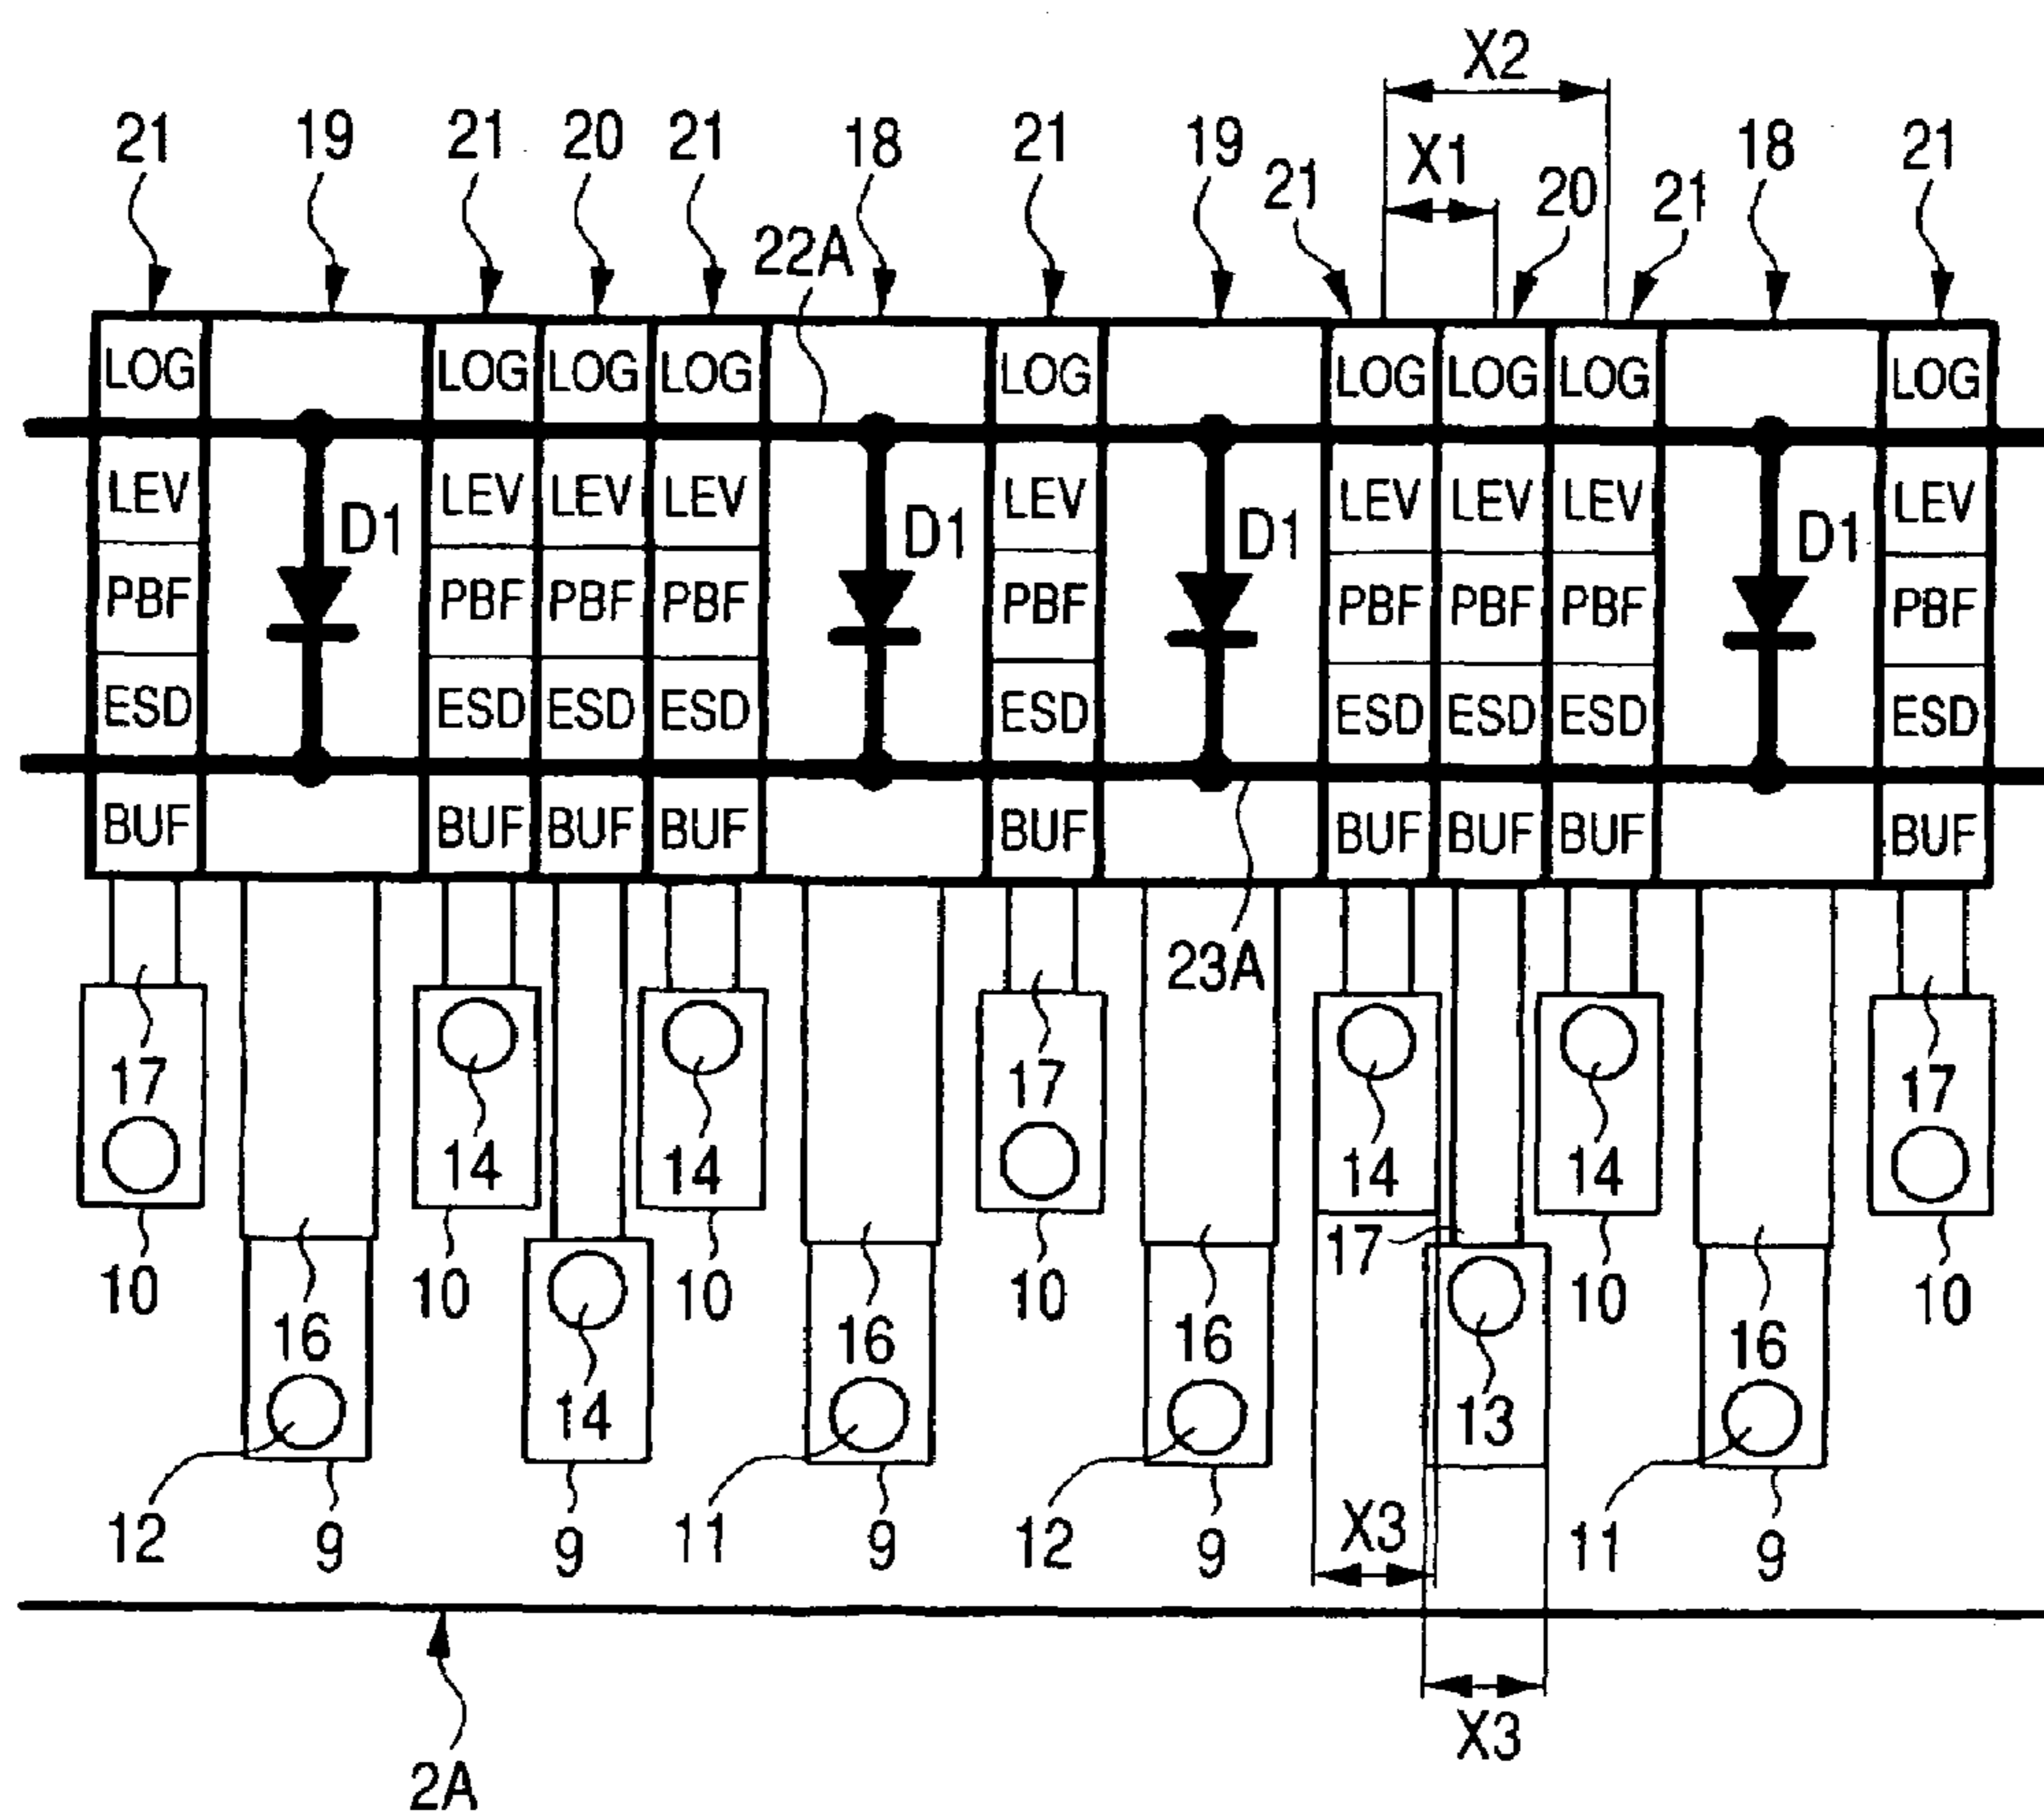 X2
21 19 21 20 21 18 21 19 21 X1 20 21 18 21
22A
LOG LOG LOG LOG LOG LOG LOG LOG LOG
LEV LEV LEV LEV LEV LEV LEV LEV LEV
D1 D1 D1 D1
PBF PBF PBF PBF PBF PBF PBF PBF PBF
ESD ESD ESD ESD ESD ESD ESD ESD ESD
BUF BUF BUF BUF BUF BUF BUF BUF BUF
23A
17 17 17
14 14 14 14
10 10 10 10 17 10 10
16 16 16 16
14 13
12 9 9 11 9 12 9 X3 11 9
X3
2A